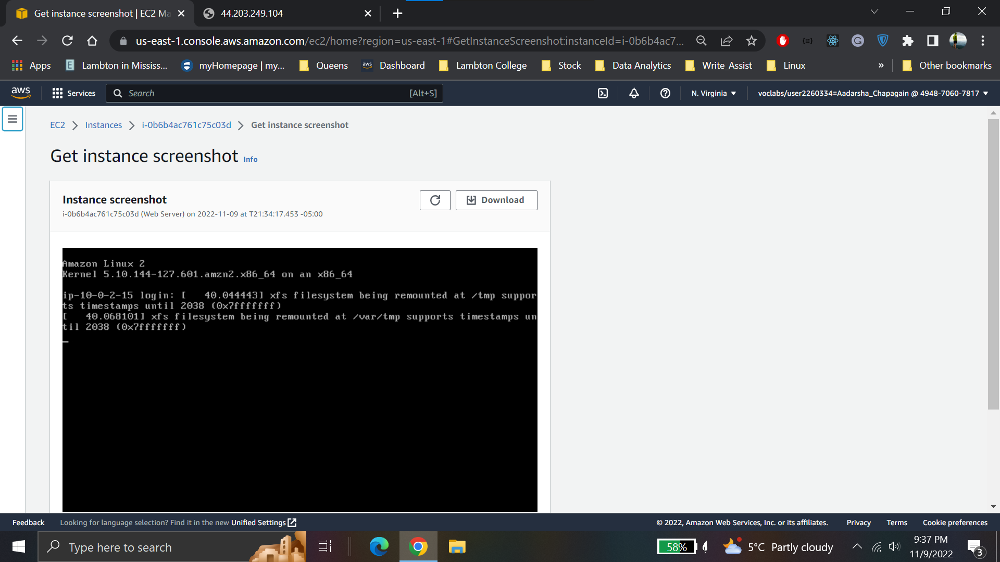 Get instance screenshot | EC2 Ma
44.203.249.104
us-east-1.console.aws.amazon.com/ec2/home?region=us-east-1#GetInstanceScreenshot:instanceId=i-0b6b4ac7...
Apps
Lambton in Mississ...
myHomepage | my...
Queens
aws
Dashboard
Lambton College
Stock
Data Analytics
Write_Assist
Linux
»
Other bookmarks
aws
Services
Search
[Alt+S]
N. Virginia
voclabs/user2260334=Aadarsha_Chapagain @ 4948-7060-7817
EC2
Instances
i-0b6b4ac761c75c03d
Get instance screenshot
Get instance screenshot Info
Instance screenshot
Download
i-0b6b4ac761c75c03d (Web Server) on 2022-11-09 at T21:34:17.453 -05:00
Amazon Linux 2
Kernel 5.10.144-127.601.amzn2.x86_64 on an x86_64
ip-10-0-2-15 login: [   40.044443] xfs filesystem being remounted at /tmp suppor
ts timestamps until 2038 (0x7fffffff)
[   40.068101] xfs filesystem being remounted at /var/tmp supports timestamps un
til 2038 (0x7fffffff)
_
Feedback
Looking for language selection? Find it in the new Unified Settings
© 2022, Amazon Web Services, Inc. or its affiliates.
Privacy
Terms
Cookie preferences
Type here to search
58%
5°C Partly cloudy
9:37 PM
11/9/2022
3